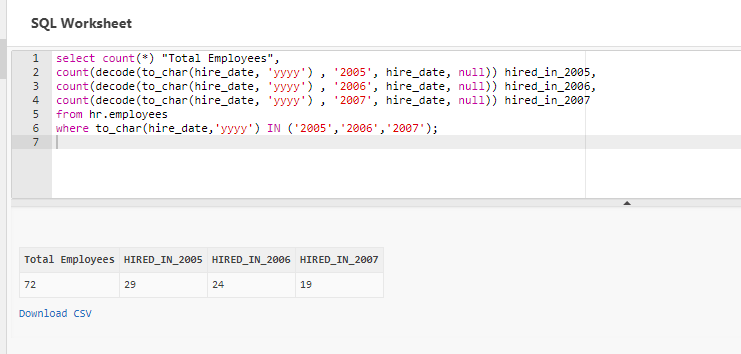 SQL Worksheet
1 select count(*) "Total Employees",
2 count(decode(to_char(hire_date, 'yyyy') , '2005', hire_date, null)) hired_in_2005,
3 count(decode(to_char(hire_date, 'yyyy') , '2006', hire_date, null)) hired_in_2006,
4 count(decode(to_char(hire_date, 'yyyy') , '2007', hire_date, null)) hired_in_2007
5 from hr.employees
6 where to_char(hire_date,'yyyy') IN ('2005','2006','2007');
7
Total Employees HIRED_IN_2005 HIRED_IN_2006 HIRED_IN_2007
72 29 24 19
Download CSV